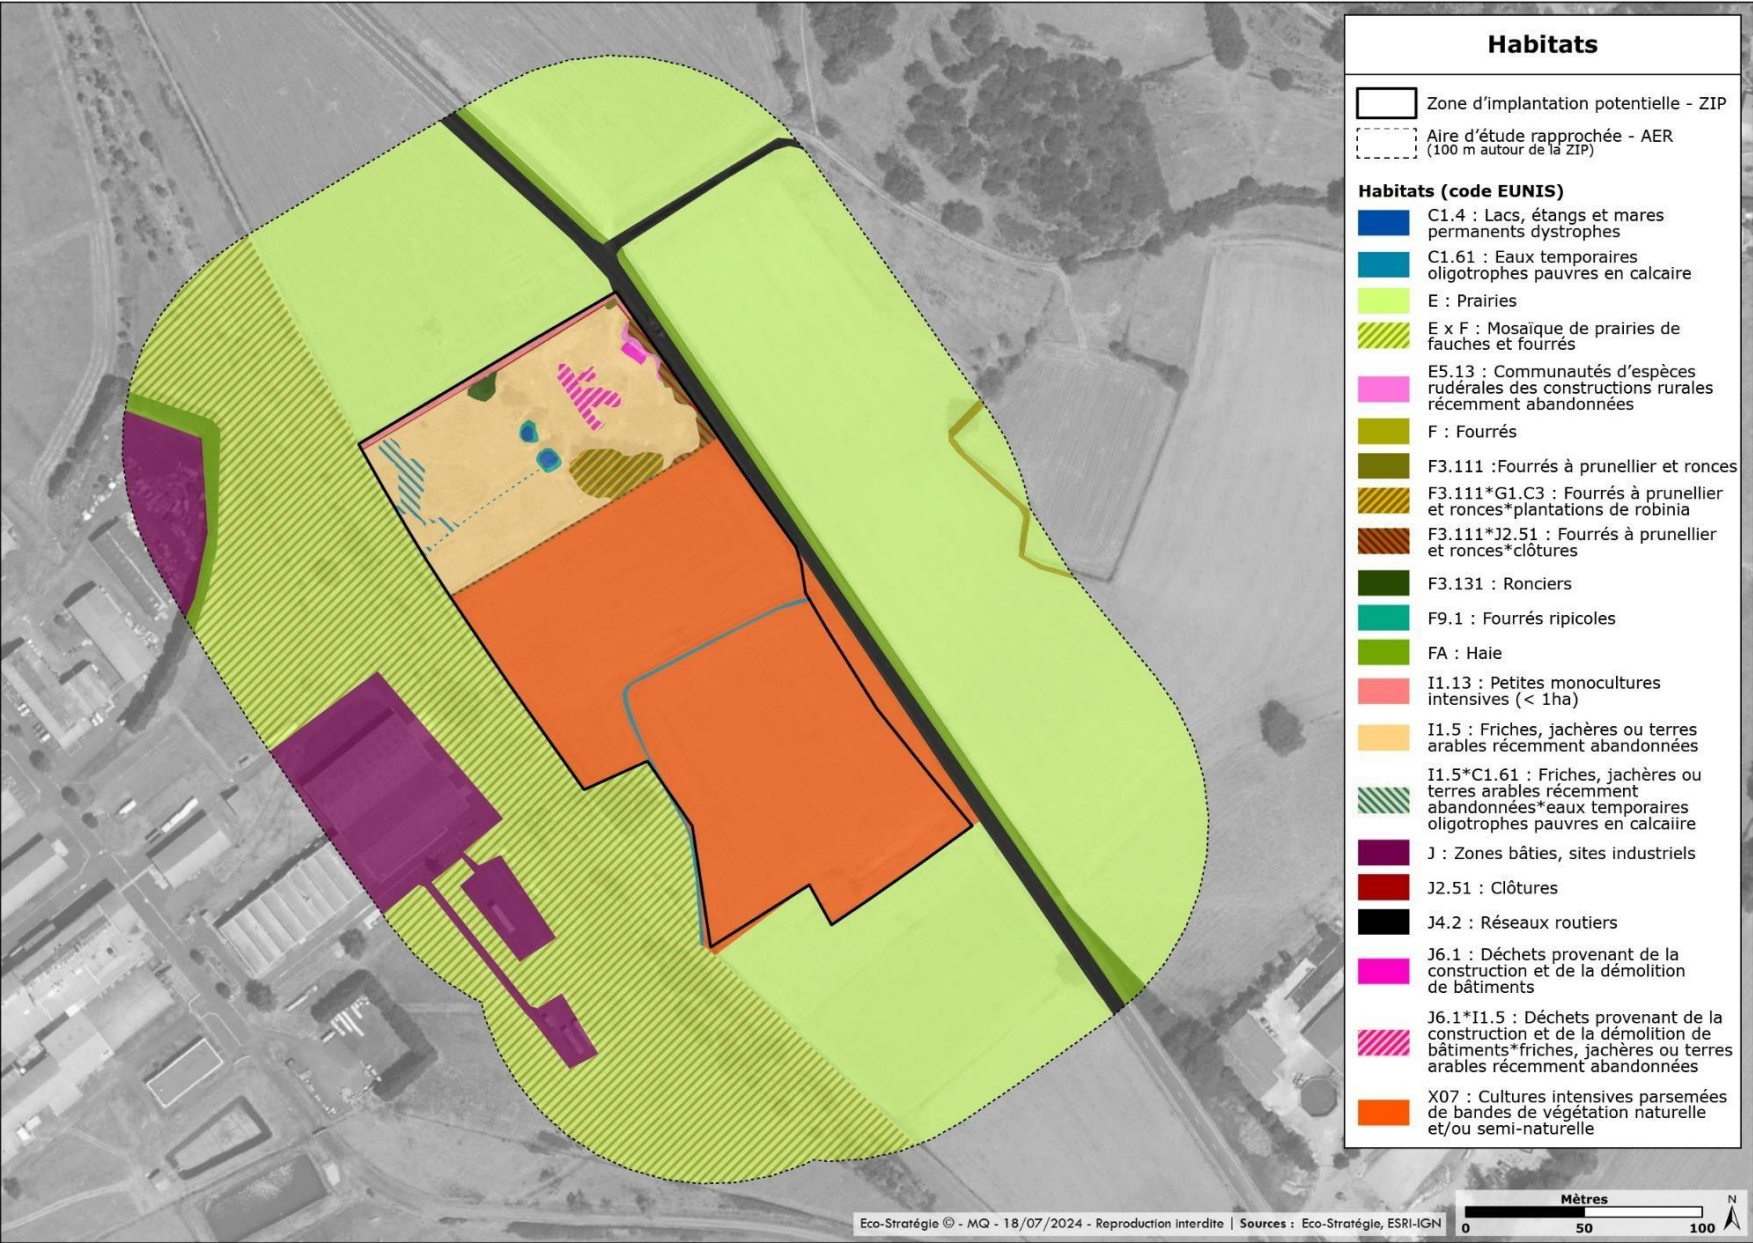 Habitats
Zone d'implantation potentielle - ZIP
Aire d'étude rapprochée - AER
(100 m autour de la ZIP)
Habitats (code EUNIS)
C1.4 : Lacs, étangs et mares
permanents dystrophes
C1.61 : Eaux temporaires
oligotrophes pauvres en calcaire
E : Prairies
E x F : Mosaïque de prairies de
fauches et fourrés
E5.13 : Communautés d'espèces
rudérales des constructions rurales
récemment abandonnées
F : Fourrés
F3.111 :Fourrés à prunellier et ronces
F3.111*G1.C3 : Fourrés à prunellier
et ronces*plantations de robinia
F3.111*J2.51 : Fourrés à prunellier
et ronces*clôtures
F3.131 : Ronciers
F9.1 : Fourrés ripicoles
FA : Haie
I1.13 : Petites monocultures
intensives (< 1ha)
I1.5 : Friches, jachères ou terres
arables récemment abandonnées
I1.5*C1.61 : Friches, jachères ou
terres arables récemment
abandonnées*eaux temporaires
oligotrophes pauvres en calcaiire
J : Zones bâties, sites industriels
J2.51 : Clôtures
J4.2 : Réseaux routiers
J6.1 : Déchets provenant de la
construction et de la démolition
de bâtiments
J6.1*I1.5 : Déchets provenant de la
construction et de la démolition de
bâtiments*friches, jachères ou terres
arables récemment abandonnées
X07 : Cultures intensives parsemées
de bandes de végétation naturelle
et/ou semi-naturelle
Eco-Stratégie © - MQ - 18/07/2024 - Reproduction interdite | Sources : Eco-Stratégie, ESRI-IGN
Mètres
0 50 100
N